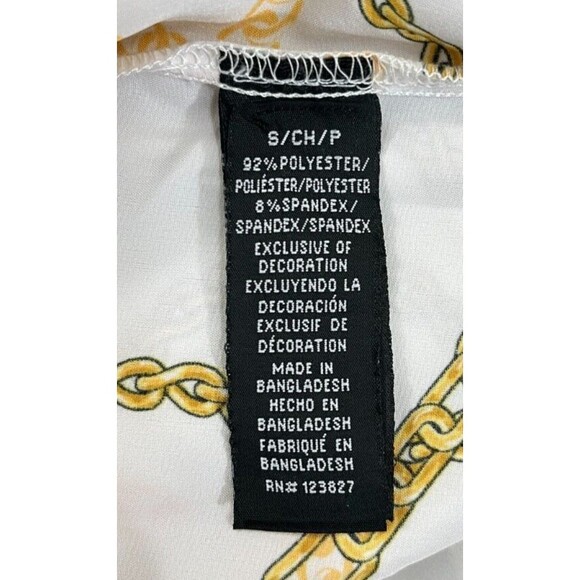 S/CH/P
92%POLYESTER/
POLIÉSTER/POLYESTER
8%SPANDEX/
SPANDEX/SPANDEX
EXCLUSIVE OF
DECORATION
EXCLUYENDO LA
DECORACIÓN
EXCLUSIF DE
DÉCORATION
MADE IN
BANGLADESH
HECHO EN
BANGLADESH
FABRIQUÉ EN
BANGLADESH
RN# 123827